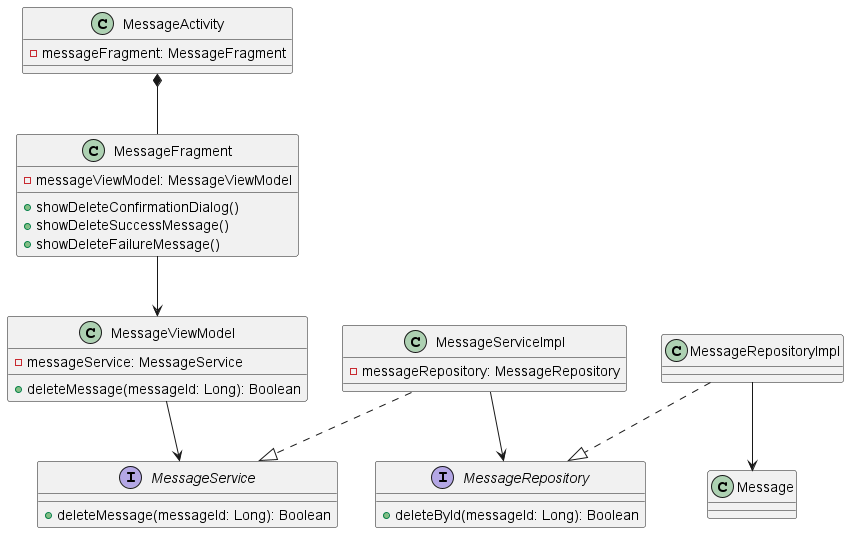 C MessageActivity
messageFragment: MessageFragment
C MessageFragment
messageViewModel: MessageViewModel
showDeleteConfirmationDialog()
showDeleteSuccessMessage()
showDeleteFailureMessage()
C MessageViewModel
messageService: MessageService
deleteMessage(messageId: Long): Boolean
C MessageServiceImpl
messageRepository: MessageRepository
C MessageRepositoryImpl
I MessageService
deleteMessage(messageId: Long): Boolean
I MessageRepository
deleteById(messageId: Long): Boolean
C Message